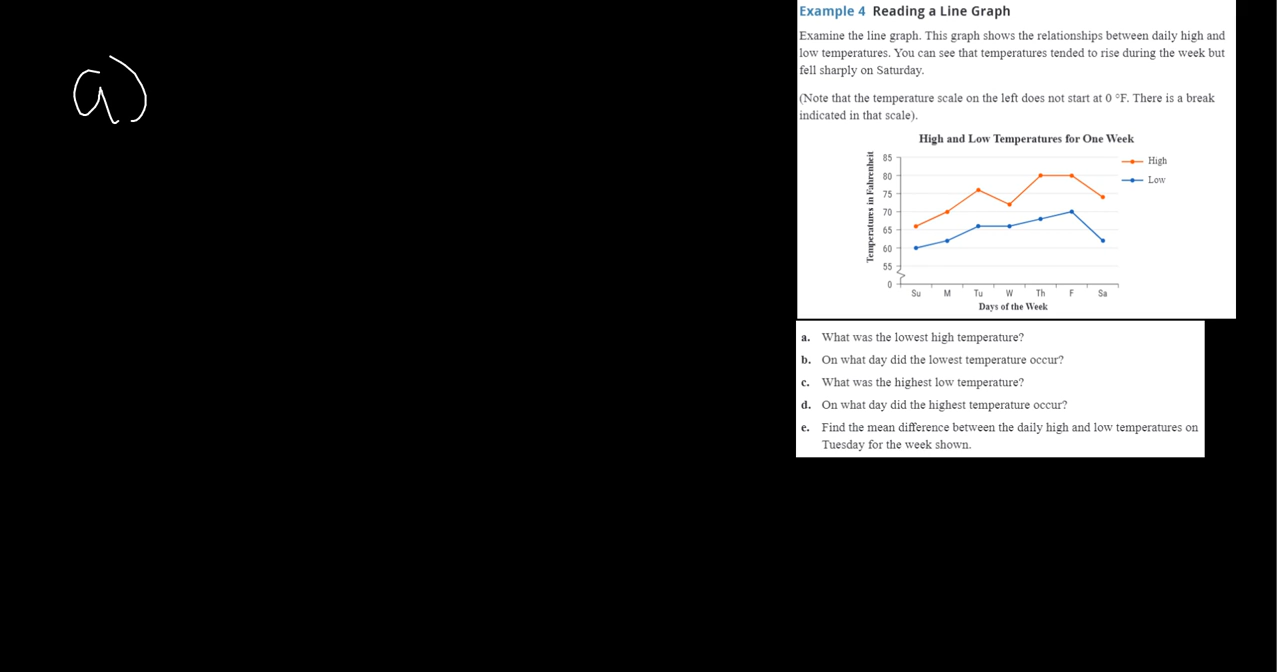 a)
Example 4 Reading a Line Graph
Examine the line graph. This graph shows the relationships between daily high and
low temperatures. You can see that temperatures tended to rise during the week but
fell sharply on Saturday.
(Note that the temperature scale on the left does not start at 0 °F. There is a break
indicated in that scale).
High and Low Temperatures for One Week
Temperatures in Fahrenheit
85
80
75
70
65
60
55
0
Su M Tu W Th F Sa
Days of the Week
High
Low
a. What was the lowest high temperature?
b. On what day did the lowest temperature occur?
c. What was the highest low temperature?
d. On what day did the highest temperature occur?
e. Find the mean difference between the daily high and low temperatures on
Tuesday for the week shown.